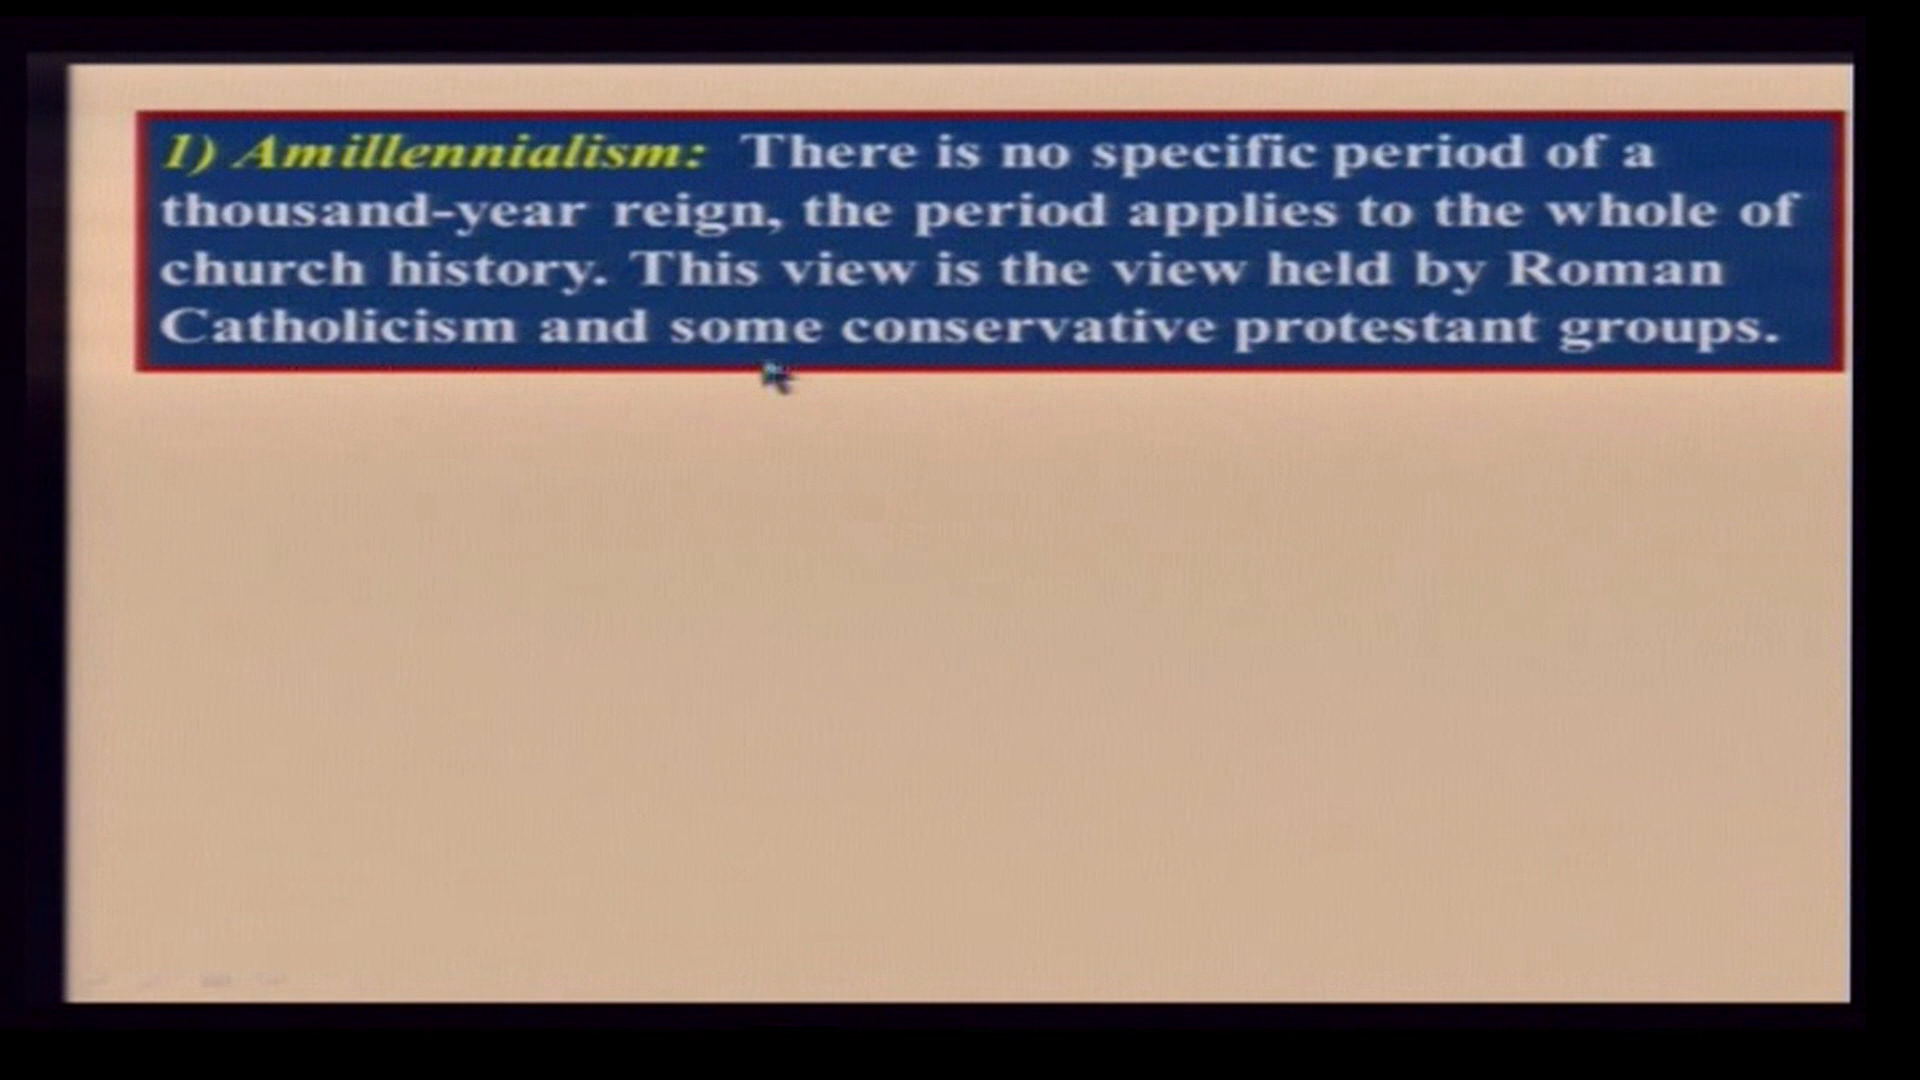 1) Amillennialism: There is no specific period of a
thousand-year reign, the period applies to the whole of
church history. This view is the view held by Roman
Catholicism and some conservative protestant groups.